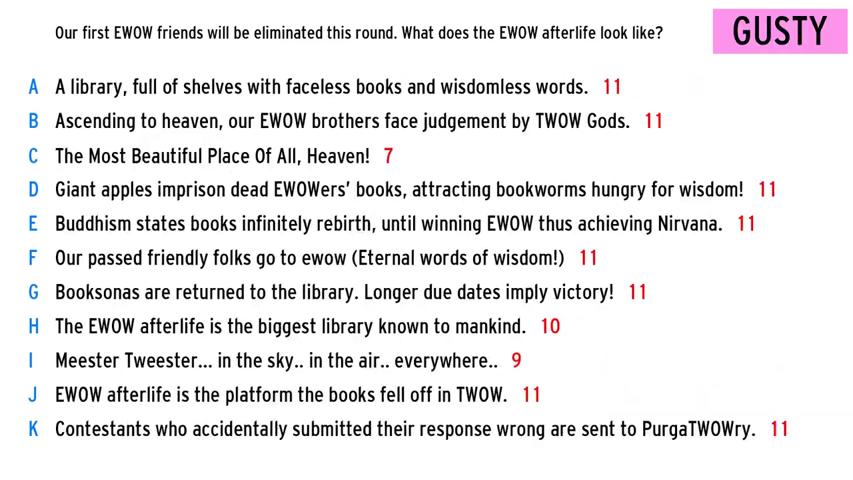 Our first EWOW friends will be eliminated this round. What does the EWOW afterlife look like?
GUSTY
A A library, full of shelves with faceless books and wisdomless words. 11
B Ascending to heaven, our EWOW brothers face judgement by TWOW Gods. 11
C The Most Beautiful Place Of All, Heaven! 7
D Giant apples imprison dead EWOWers’ books, attracting bookworms hungry for wisdom! 11
E Buddhism states books infinitely rebirth, until winning EWOW thus achieving Nirvana. 11
F Our passed friendly folks go to ewow (Eternal words of wisdom!) 11
G Booksonas are returned to the library. Longer due dates imply victory! 11
H The EWOW afterlife is the biggest library known to mankind. 10
I Meester Tweester... in the sky.. in the air.. everywhere.. 9
J EWOW afterlife is the platform the books fell off in TWOW. 11
K Contestants who accidentally submitted their response wrong are sent to PurgaTWOWry. 11